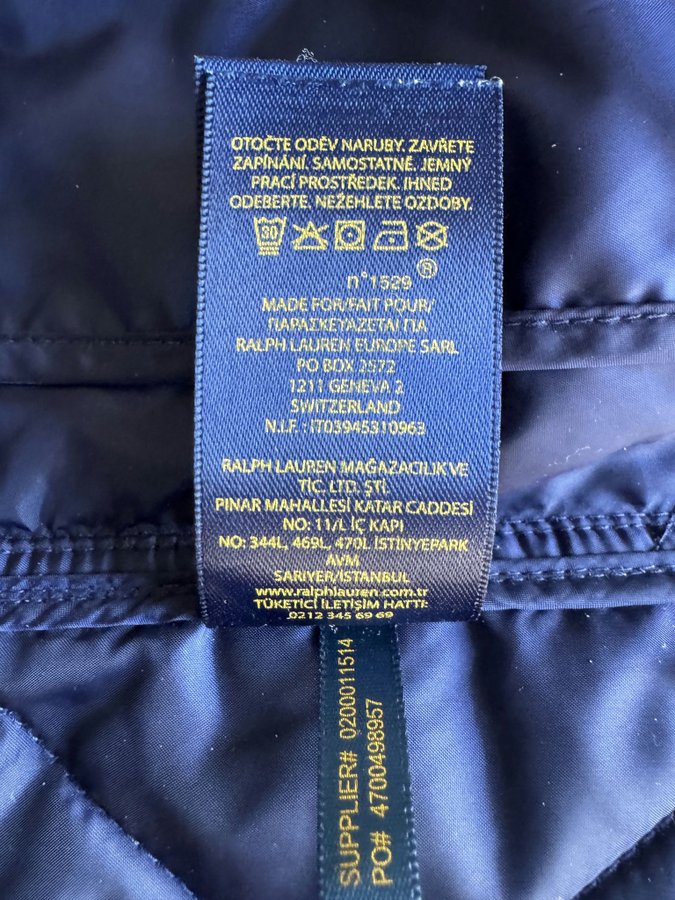 OTOČTE ODĚV NARUBY. ZAVŘETE
ZAPÍNÁNÍ. SAMOSTATNĚ. JEMNÝ
PRACÍ PROSTŘEDEK. IHNED
ODEBERTE. NEŽEHLETE OZDOBY.
30
n°1529 ®
MADE FOR/FAIT POUR/
ΠΑΡΑΣΚΕΥΑΖΕΤΑΙ ΓΙΑ
RALPH LAUREN EUROPE SARL
PO BOX 2572
1211 GENEVA 2
SWITZERLAND
N.I.F. : IT03945310963
RALPH LAUREN MAĞAZACILIK VE
TİC. LTD. ŞTİ.
PINAR MAHALLESİ KATAR CADDESİ
NO: 11/L İÇ KAPI
NO: 344L, 469L, 470L İSTİNYEPARK
AVM
SARIYER/İSTANBUL
www.ralphlauren.com.tr
TÜKETİCİ İLETİŞİM HATTI:
0212 345 69 69
SUPPLIER# 0200011514
PO# 4700498957